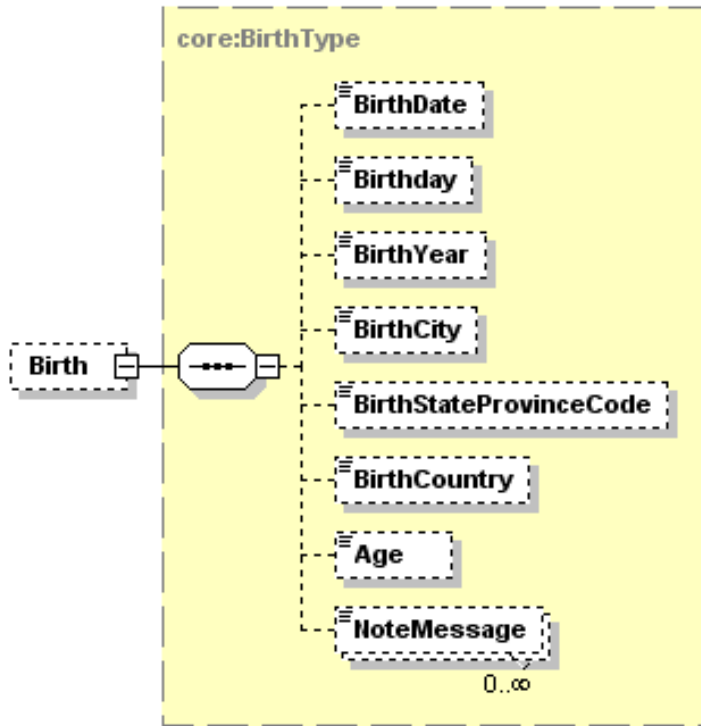 core:BirthType
BirthDate
Birthday
BirthYear
BirthCity
Birth
BirthStateProvinceCode
BirthCountry
Age
NoteMessage
0..∞